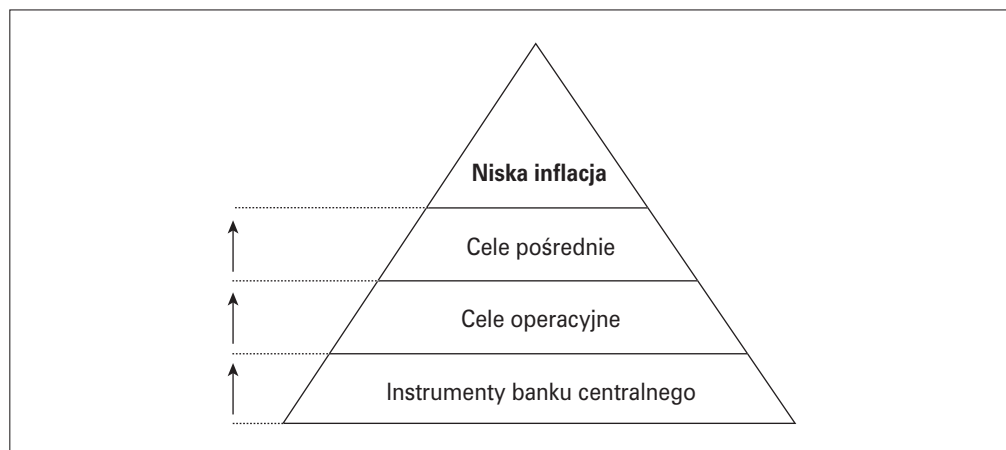 Niska inflacja
Cele pośrednie
Cele operacyjne
Instrumenty banku centralnego